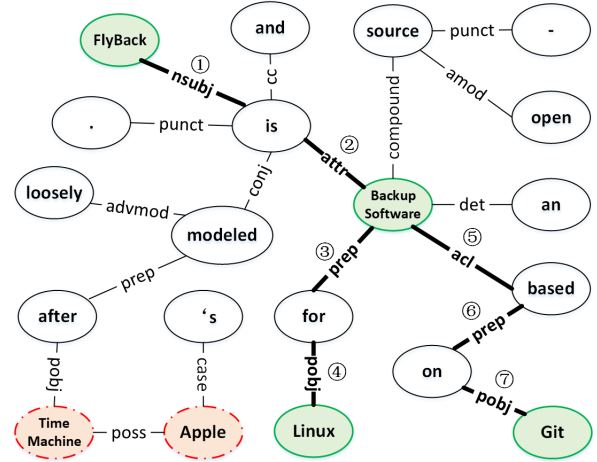 FlyBack
and
source
punct
-
①
nsubj
cc
amod
open
.
punct
is
②
attr
compound
loosely
advmod
conj
Backup
Software
det
an
modeled
③
prep
⑤
acl
prep
based
after
‘s
for
⑥
prep
pobj
case
pobj
④
on
⑦
pobj
Time
Machine
poss
Apple
Linux
Git